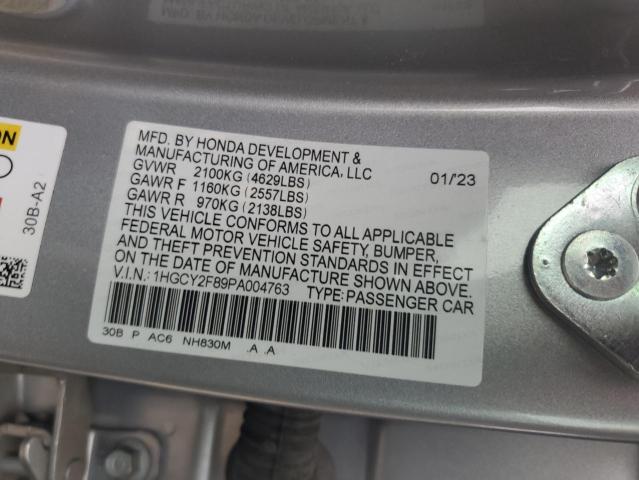 MFD. BY HONDA DEVELOPMENT &
MANUFACTURING OF AMERICA, LLC
GVWR 2100KG (4629LBS) 01/'23
GAWR F 1160KG (2557LBS)
GAWR R 970KG (2138LBS)
THIS VEHICLE CONFORMS TO ALL APPLICABLE
FEDERAL MOTOR VEHICLE SAFETY, BUMPER,
AND THEFT PREVENTION STANDARDS IN EFFECT
ON THE DATE OF MANUFACTURE SHOWN ABOVE.
V.I.N.: 1HGCY2F89PA004763 TYPE: PASSENGER CAR
30B P AC6 NH830M .A .A
30B-A2